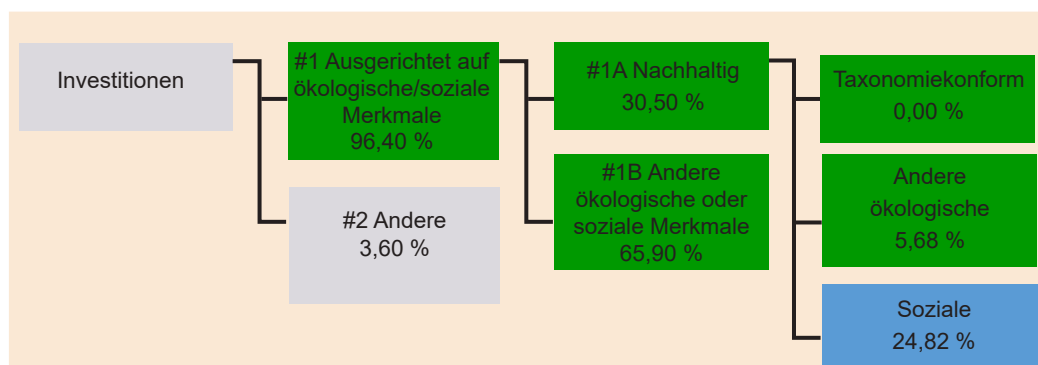 Investitionen
#1 Ausgerichtet auf
ökologische/soziale
Merkmale
96,40 %
#2 Andere
3,60 %
#1A Nachhaltig
30,50 %
#1B Andere
ökologische oder
soziale Merkmale
65,90 %
Taxonomiekonform
0,00 %
Andere
ökologische
5,68 %
Soziale
24,82 %